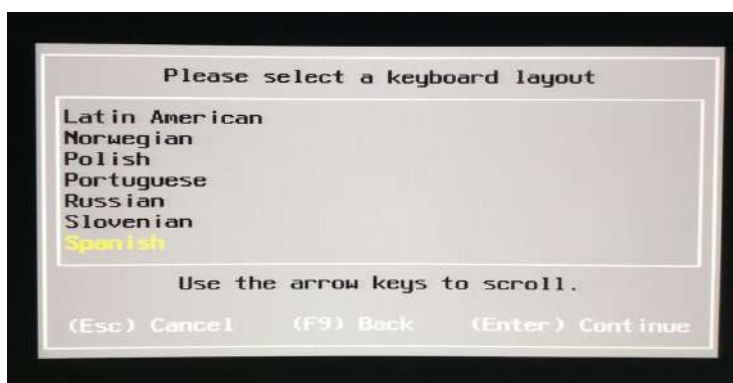 Please select a keyboard layout
Latin American
Norwegian
Polish
Portuguese
Russian
Slovenian
Spanish
Use the arrow keys to scroll.
(Esc) Cancel (F9) Back (Enter) Continue